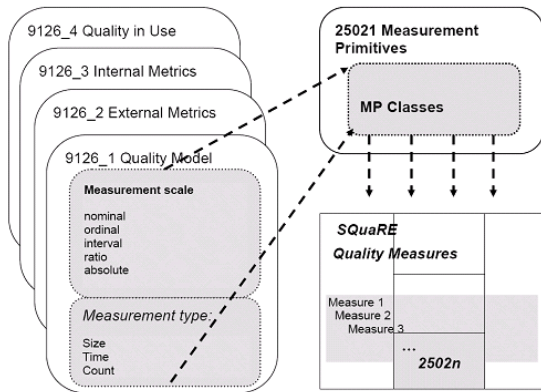 9126_4 Quality in Use
9126_3 Internal Metrics
9126_2 External Metrics
9126_1 Quality Model
Measurement scale
nominal
ordinal
interval
ratio
absolute
Measurement type:
Size
Time
Count
25021 Measurement
Primitives
MP Classes
SQuaRE
Quality Measures
Measure 1
Measure 2
Measure 3
...
2502n